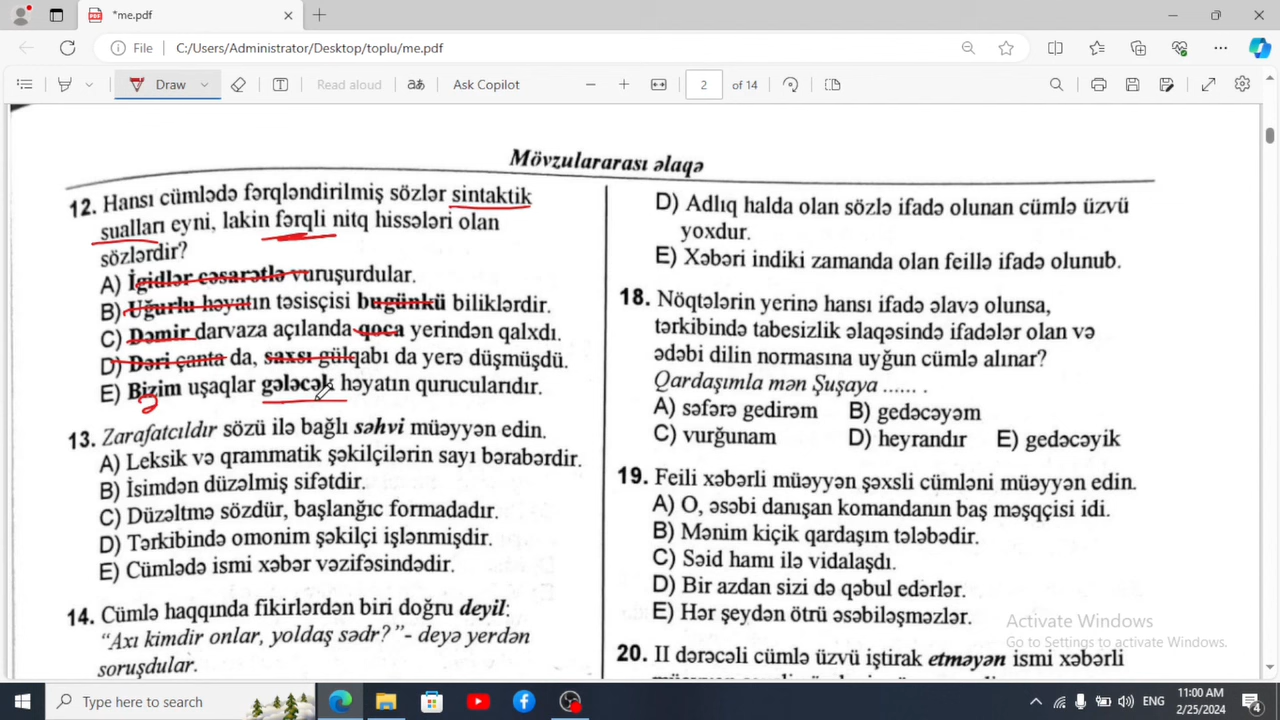 *me.pdf
File
C:/Users/Administrator/Desktop/toplu/me.pdf
Draw
Read aloud
Ask Copilot
2
of 14
Mövzulararası əlaqə
12. Hansı cümlədə fərqləndirilmiş sözlər sintaktik
sualları eyni, lakin fərqli nitq hissələri olan
sözlərdir?
A) İgidlər cəsarətlə vuruşurdular.
B) Uğurlu həyatın təsisçisi bugünkü biliklərdir.
C) Dəmir darvaza açılanda qoca yerindən qalxdı.
D) Dəri çanta da, saxsı gülqabı da yerə düşmüşdü.
E) Bizim uşaqlar gələcək həyatın qurucularıdır.
13. Zarafatcıldır sözü ilə bağlı səhvi müəyyən edin.
A) Leksik və qrammatik şəkilçilərin sayı bərabərdir.
B) İsimdən düzəlmiş sifətdir.
C) Düzəltmə sözdür, başlanğıc formadadır.
D) Tərkibində omonim şəkilçi işlənmişdir.
E) Cümlədə ismi xəbər vəzifəsindədir.
14. Cümlə haqqında fikirlərdən biri doğru deyil:
“Axı kimdir onlar, yoldaş sədr?”- deyə yerdən
soruşdular.
D) Adlıq halda olan sözlə ifadə olunan cümlə üzvü
yoxdur.
E) Xəbəri indiki zamanda olan feillə ifadə olunub.
18. Nöqtələrin yerinə hansı ifadə əlavə olunsa,
tərkibində tabesizlik əlaqəsində ifadələr olan və
ədəbi dilin normasına uyğun cümlə alınar?
Qardaşımla mən Şuşaya ...... .
A) səfərə gedirəm B) gedəcəyəm
C) vurğunam D) heyrandır E) gedəcəyik
19. Feili xəbərli müəyyən şəxsli cümləni müəyyən edin.
A) O, əsəbi danışan komandanın baş məşqçisi idi.
B) Mənim kiçik qardaşım tələbədir.
C) Səid hamı ilə vidalaşdı.
D) Bir azdan sizi də qəbul edərlər.
E) Hər şeydən ötrü əsəbiləşməzlər.
20. II dərəcəli cümlə üzvü iştirak etməyən ismi xəbərli
Activate Windows
Go to Settings to activate Windows.
Type here to search
ENG
11:00 AM
2/25/2024
4